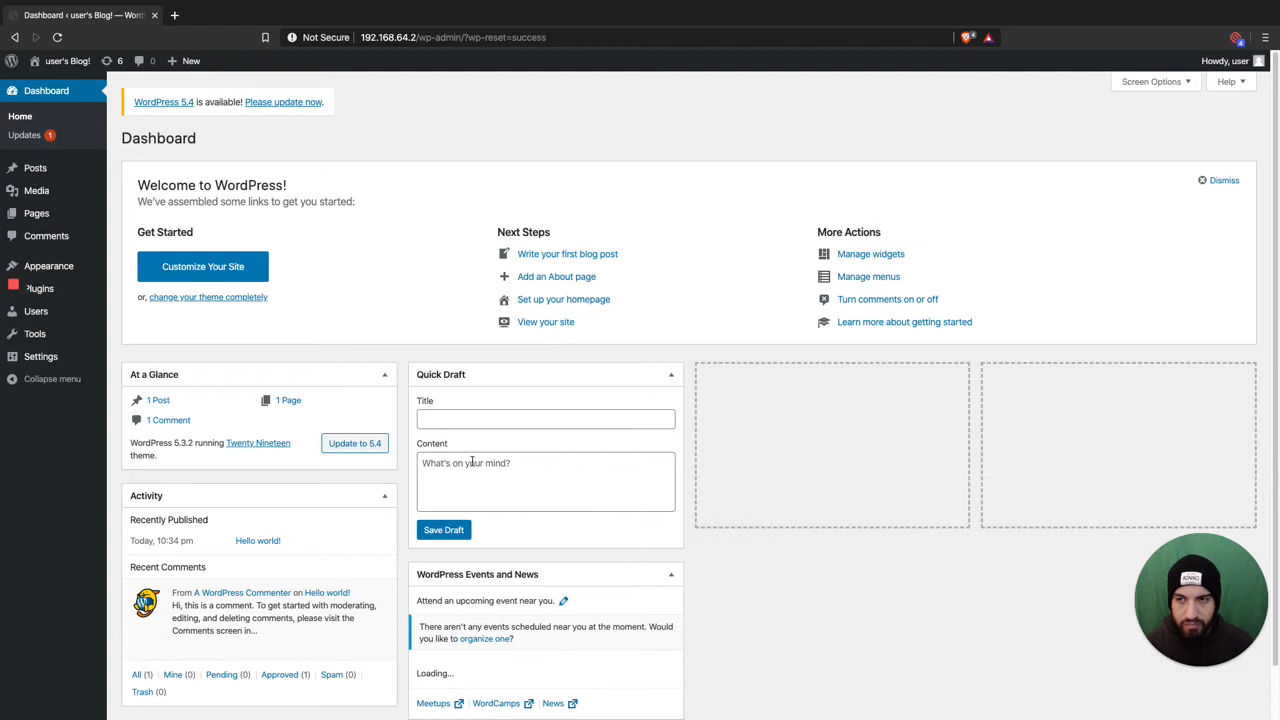 Dashboard ‹ user's Blog! — Wor
Not Secure 192.168.64.2/wp-admin/?wp-reset=success
4
4
user's Blog! 6 0 New
Howdy, user
Dashboard
Home
Updates 1
Posts
Media
Pages
Comments
Appearance
Plugins
Users
Tools
Settings
Collapse menu
Screen Options
Help
WordPress 5.4 is available! Please update now.
Dashboard
Welcome to WordPress!
We've assembled some links to get you started:
Dismiss
Get Started
Customize Your Site
or, change your theme completely
Next Steps
Write your first blog post
Add an About page
Set up your homepage
View your site
More Actions
Manage widgets
Manage menus
Turn comments on or off
Learn more about getting started
At a Glance
1 Post
1 Page
1 Comment
WordPress 5.3.2 running Twenty Nineteen
theme.
Update to 5.4
Activity
Recently Published
Today, 10:34 pm Hello world!
Recent Comments
From A WordPress Commenter on Hello world!
Hi, this is a comment. To get started with moderating,
editing, and deleting comments, please visit the
Comments screen in...
All (1) Mine (0) Pending (0) Approved (1) Spam (0)
Trash (0)
Quick Draft
Title
Content
What's on your mind?
Save Draft
WordPress Events and News
Attend an upcoming event near you.
There aren't any events scheduled near you at the moment. Would
you like to organize one?
Loading...
Meetups WordCamps News